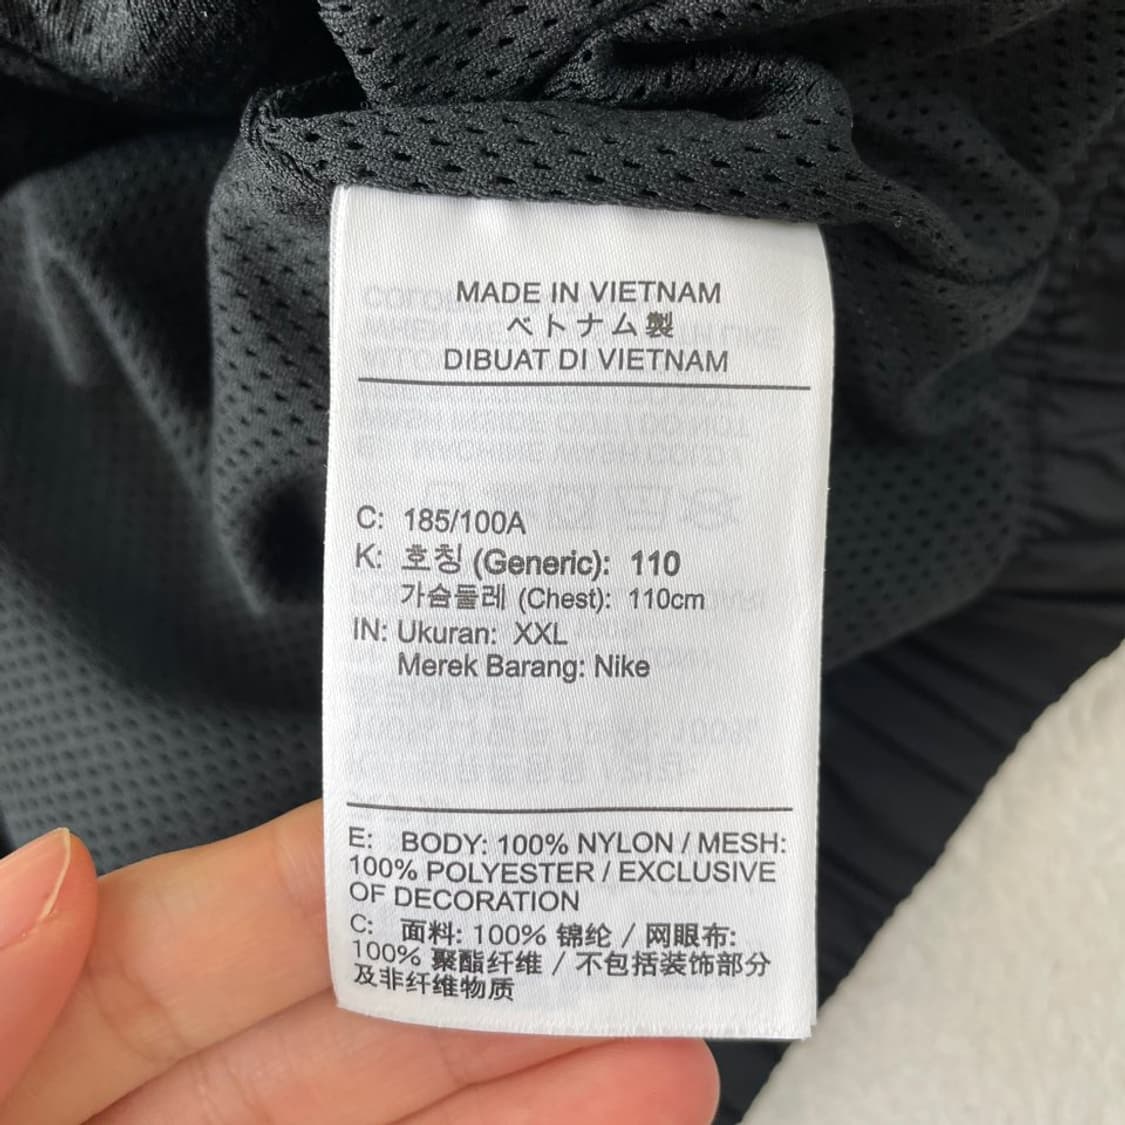 MADE IN VIETNAM
ベトナム製
DIBUAT DI VIETNAM
C: 185/100A
K: 호칭 (Generic): 110
가슴둘레 (Chest): 110cm
IN: Ukuran: XXL
Merek Barang: Nike
E: BODY: 100% NYLON / MESH:
100% POLYESTER / EXCLUSIVE
OF DECORATION
C: 面料: 100% 锦纶 / 网眼布:
100% 聚酯纤维 / 不包括装饰部分
及非纤维物质